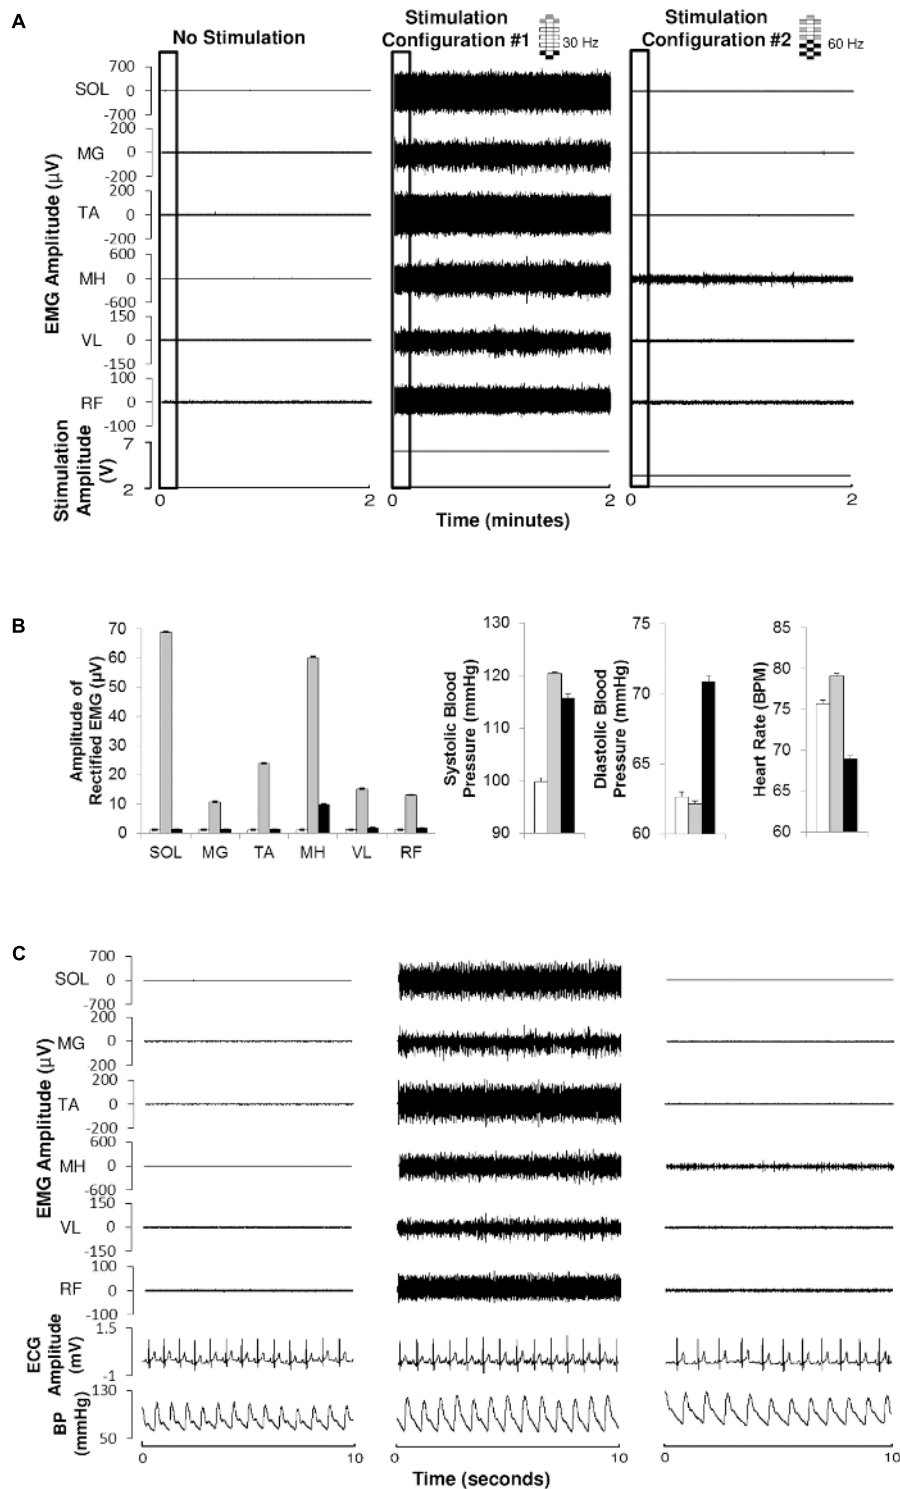 A
No Stimulation
Stimulation
Configuration #1
30 Hz
Stimulation
Configuration #2
60 Hz
EMG Amplitude (µV)
SOL
700
0
-700
MG
200
0
-200
TA
200
0
-200
MH
600
0
-600
VL
150
0
-150
RF
100
0
-100
Stimulation
Amplitude
(V)
7
2
0
2
0
2
0
2
Time (minutes)
B
Amplitude of
Rectified EMG (µV)
70
60
50
40
30
20
10
0
SOL
MG
TA
MH
VL
RF
Systolic Blood
Pressure (mmHg)
130
120
110
100
90
Diastolic Blood
Pressure (mmHg)
75
70
65
60
Heart Rate (BPM)
85
80
75
70
65
60
C
EMG Amplitude (µV)
SOL
700
0
-700
MG
200
0
200
TA
200
0
-200
MH
600
0
-600
VL
150
0
-150
RF
100
0
-100
ECG
Amplitude
(mV)
1.5
-1
BP
(mmHg)
130
50
0
10
0
10
0
10
Time (seconds)